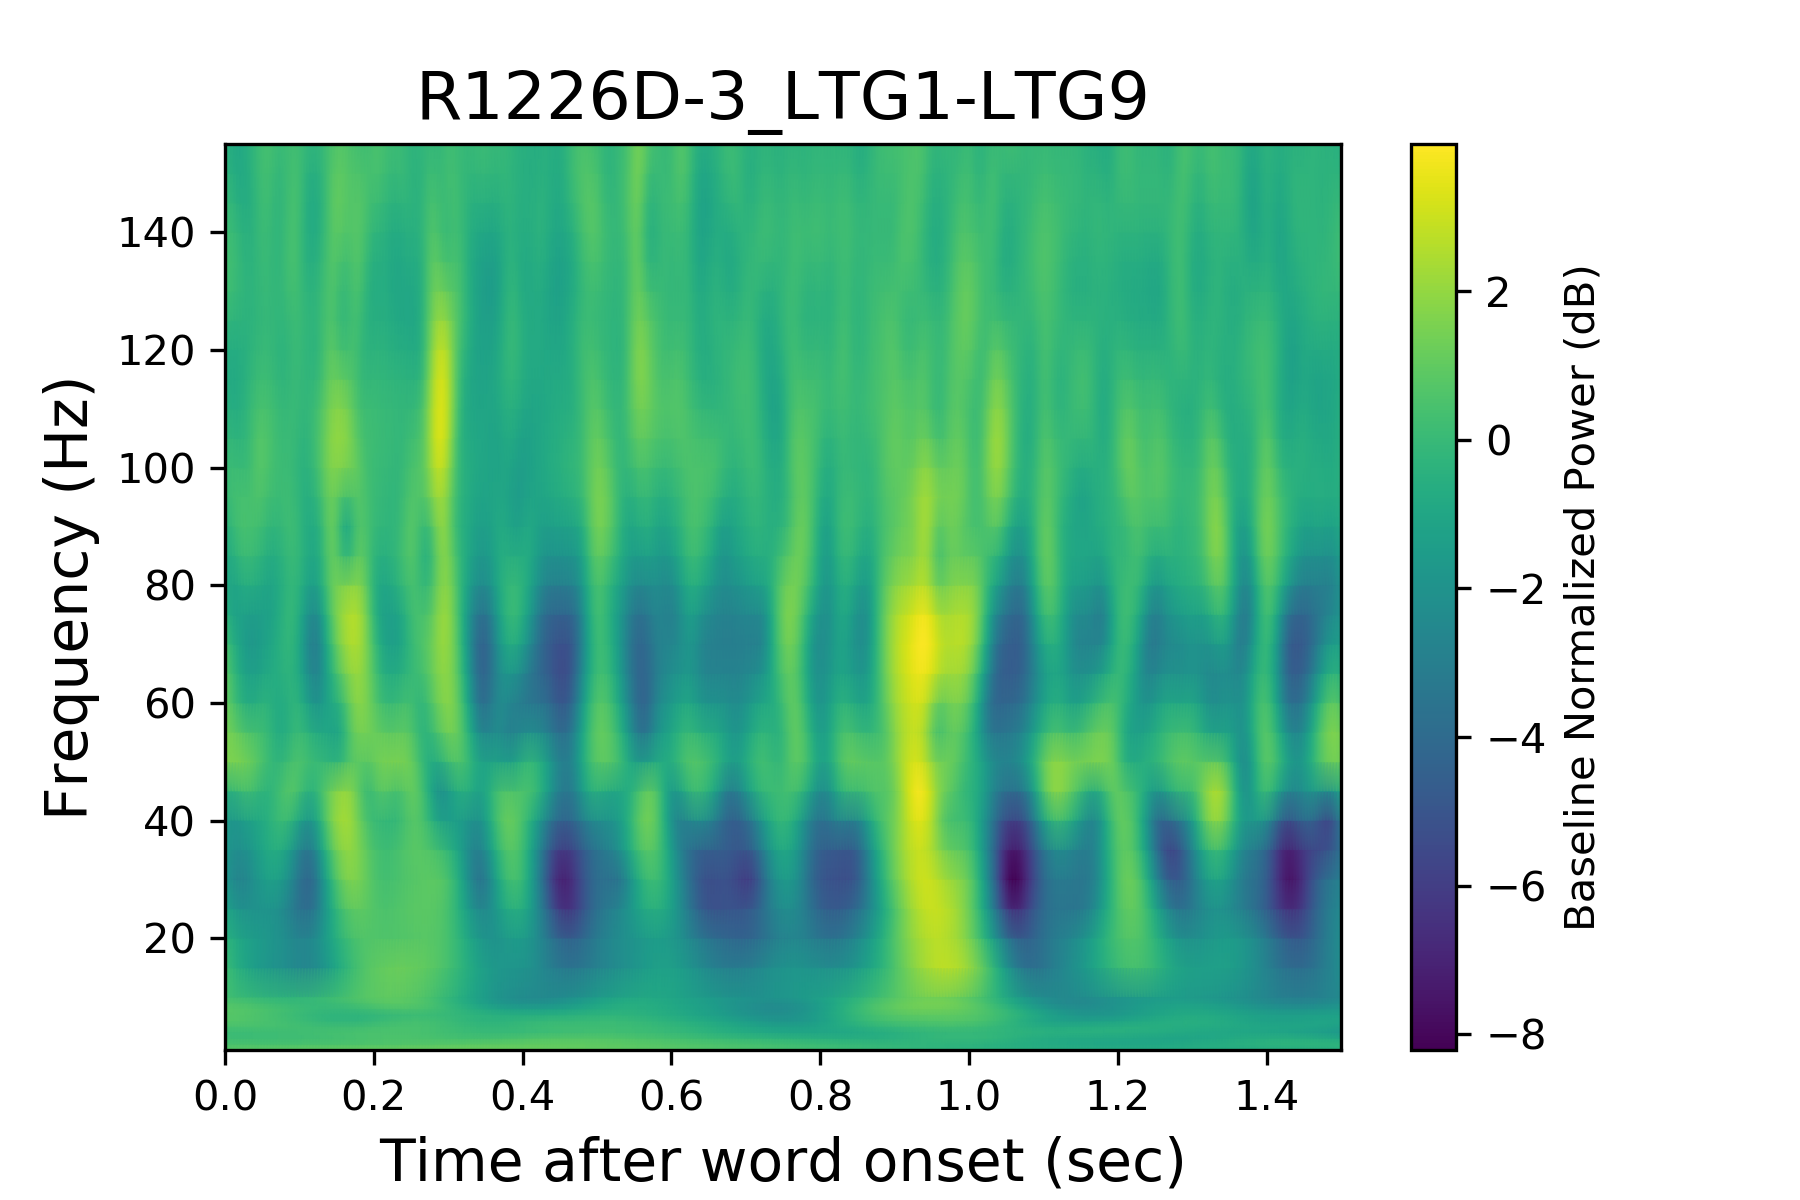 R1226D-3_LTG1-LTG9
Frequency (Hz)
140
120
100
80
60
40
20
0.0 0.2 0.4 0.6 0.8 1.0 1.2 1.4
Time after word onset (sec)
2
0
−2
−4
−6
−8
Baseline Normalized Power (dB)